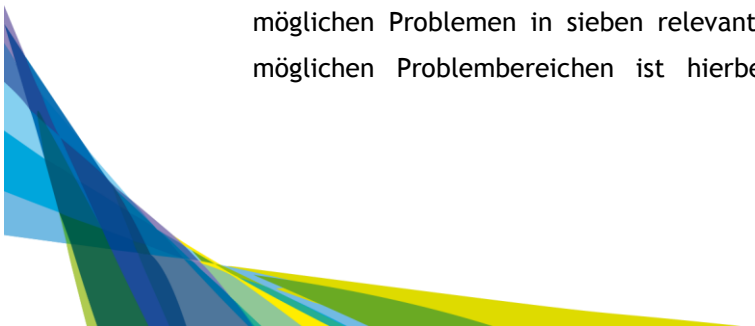 möglichen Problemen in sieben relevant
möglichen Problembereichen ist hierbe